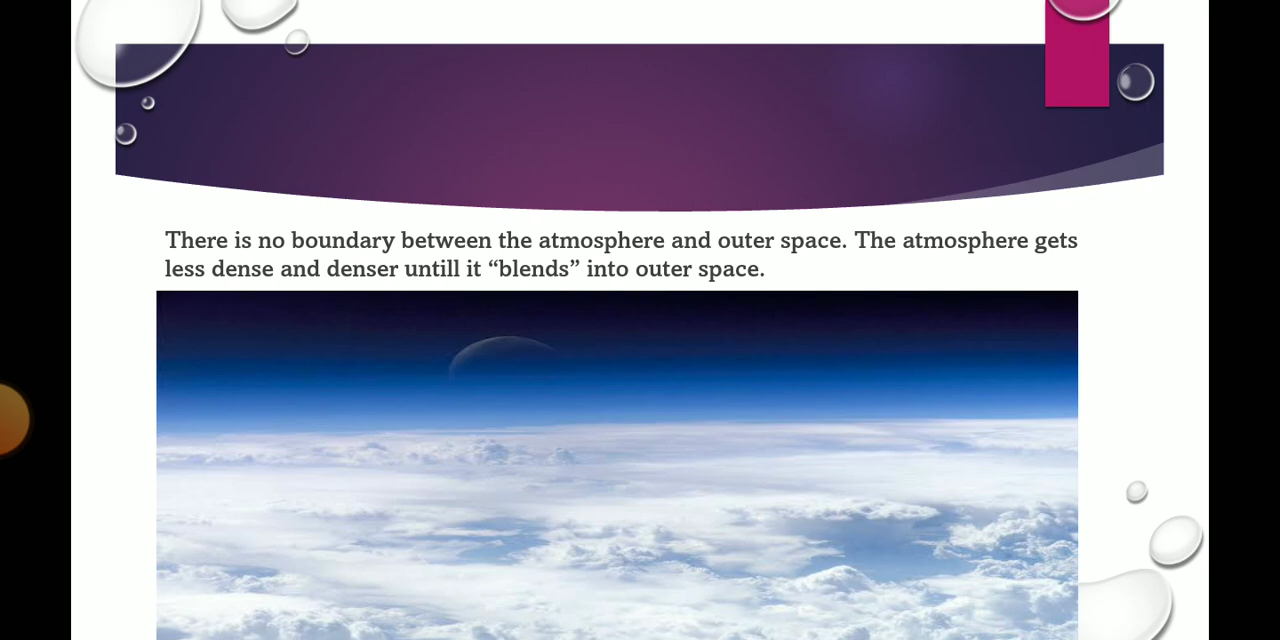 There is no boundary between the atmosphere and outer space. The atmosphere gets
less dense and denser untill it “blends” into outer space.